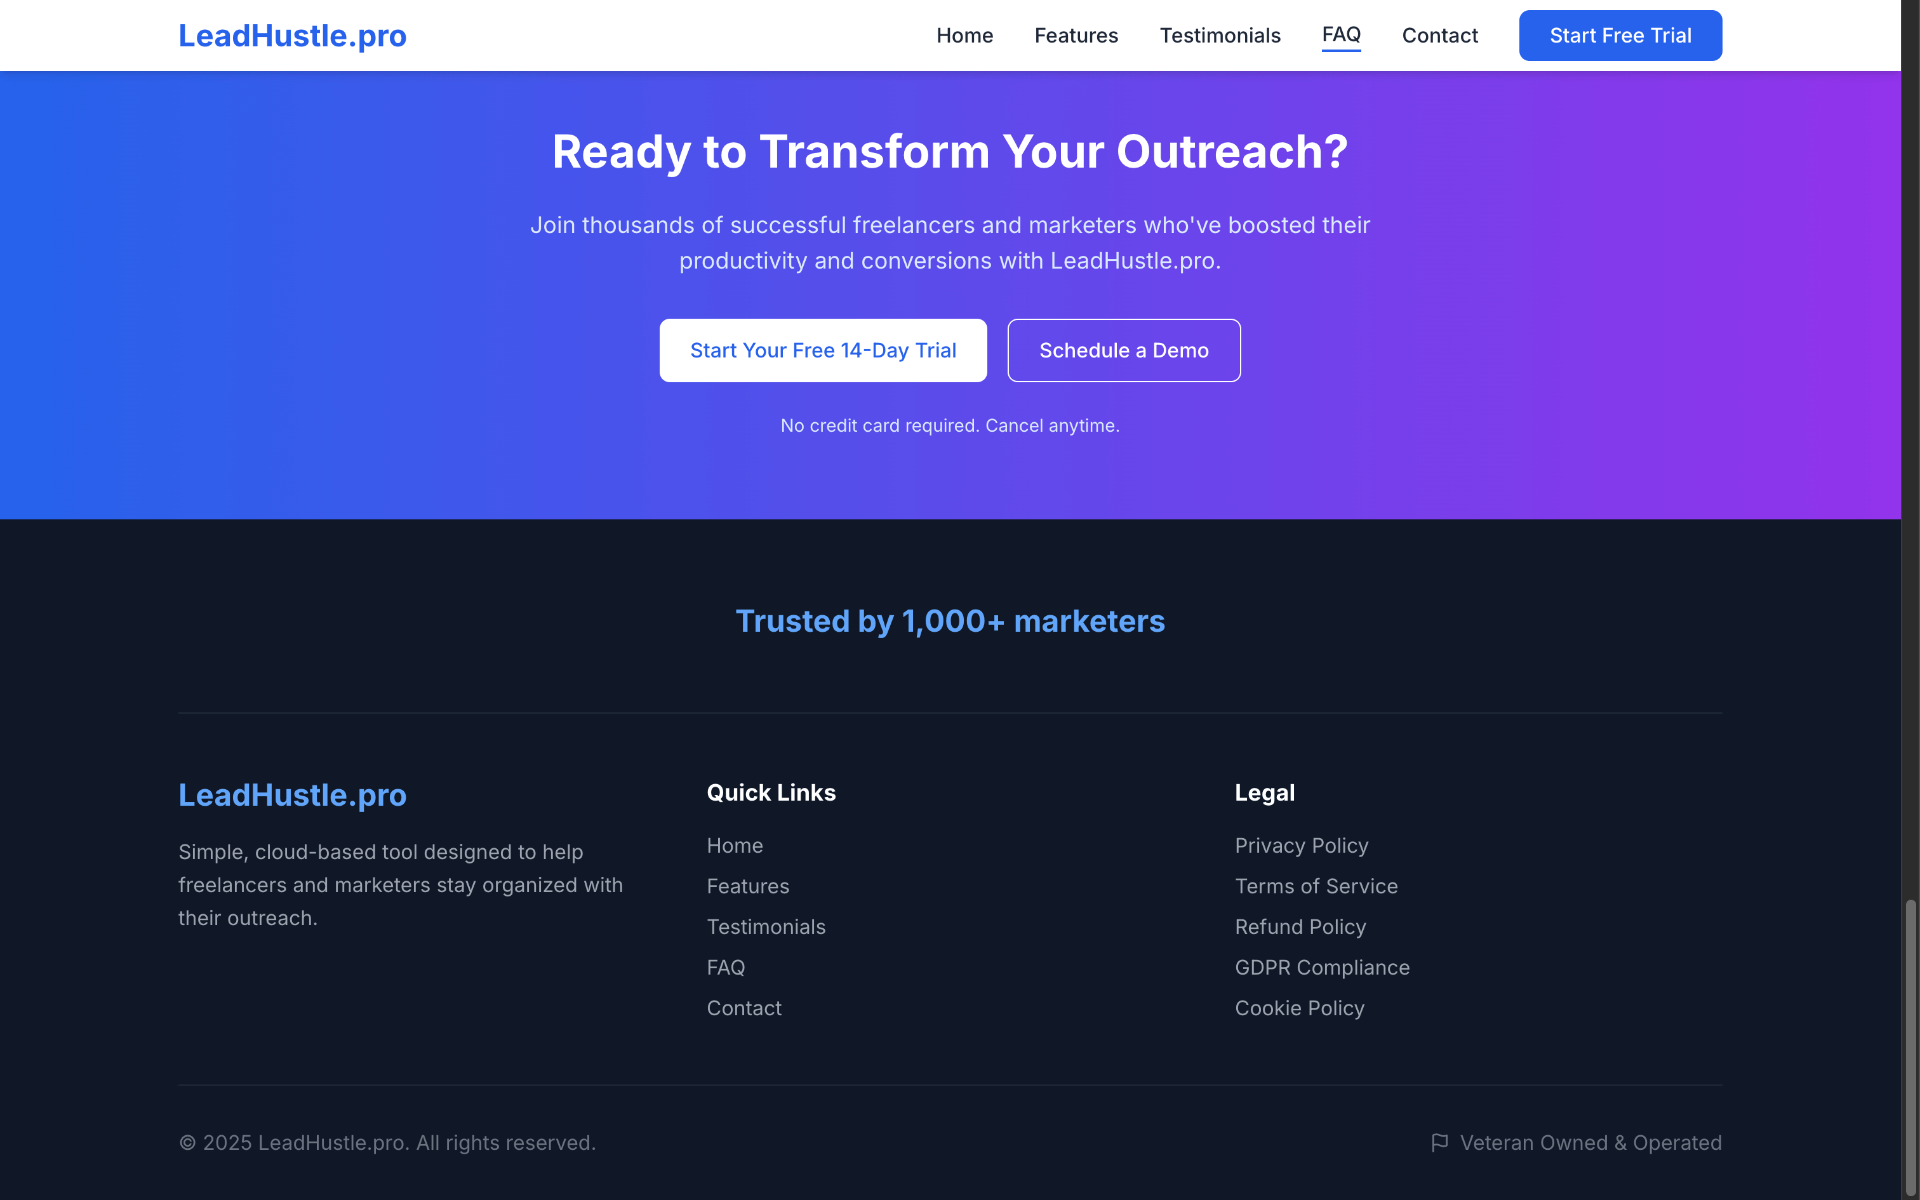 LeadHustle.pro
Home
Features
Testimonials
FAQ
Contact
Start Free Trial
Ready to Transform Your Outreach?
Join thousands of successful freelancers and marketers who've boosted their
productivity and conversions with LeadHustle.pro.
Start Your Free 14-Day Trial
Schedule a Demo
No credit card required. Cancel anytime.
Trusted by 1,000+ marketers
LeadHustle.pro
Simple, cloud-based tool designed to help
freelancers and marketers stay organized with
their outreach.
Quick Links
Home
Features
Testimonials
FAQ
Contact
Legal
Privacy Policy
Terms of Service
Refund Policy
GDPR Compliance
Cookie Policy
© 2025 LeadHustle.pro. All rights reserved.
Veteran Owned & Operated